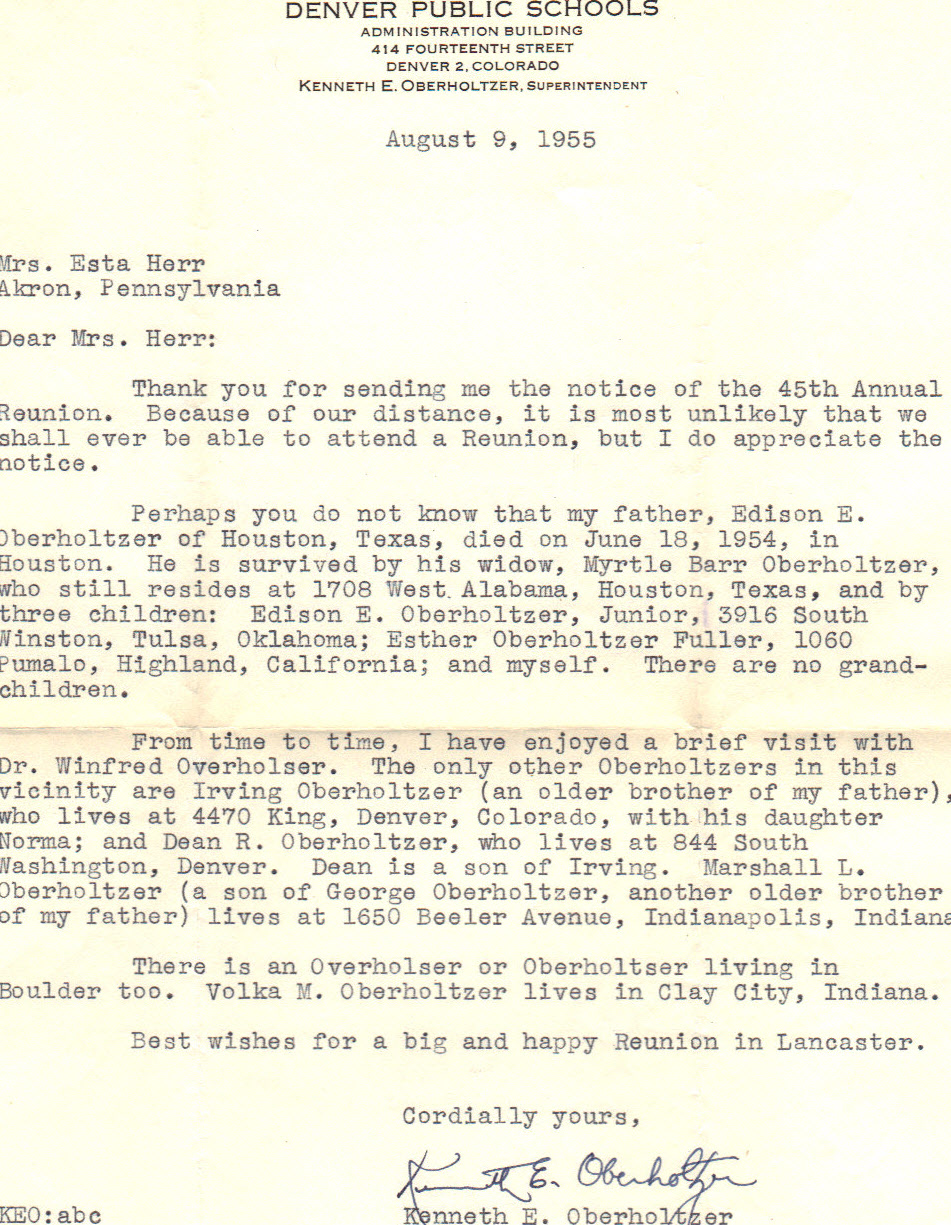 DENVER PUBLIC SCHOOLS
ADMINISTRATION BUILDING
414 FOURTEENTH STREET
DENVER 2, COLORADO
KENNETH E. OBERHOLTZER, SUPERINTENDENT
August 9, 1955
Mrs. Esta Herr
Akron, Pennsylvania
Dear Mrs. Herr:
Thank you for sending me the notice of the 45th Annual
Reunion. Because of our distance, it is most unlikely that we
shall ever be able to attend a Reunion, but I do appreciate the
notice.
Perhaps you do not know that my father, Edison E.
Oberholtzer of Houston, Texas, died on June 18, 1954, in
Houston. He is survived by his widow, Myrtle Barr Oberholtzer,
who still resides at 1708 West Alabama, Houston, Texas, and by
three children: Edison E. Oberholtzer, Junior, 3916 South
Winston, Tulsa, Oklahoma; Esther Oberholtzer Fuller, 1060
Pumalo, Highland, California; and myself. There are no grand-
children.
From time to time, I have enjoyed a brief visit with
Dr. Winfred Overholser. The only other Oberholtzers in this
vicinity are Irving Oberholtzer (an older brother of my father),
who lives at 4470 King, Denver, Colorado, with his daughter
Norma; and Dean R. Oberholtzer, who lives at 844 South
Washington, Denver. Dean is a son of Irving. Marshall L.
Oberholtzer (a son of George Oberholtzer, another older brother
of my father) lives at 1650 Beeler Avenue, Indianapolis, Indiana
There is an Overholser or Oberholtser living in
Boulder too. Volka M. Oberholtzer lives in Clay City, Indiana.
Best wishes for a big and happy Reunion in Lancaster.
Cordially yours,
Kenneth E. Oberholtzer
KEO:abc Kenneth E. Oberholtzer